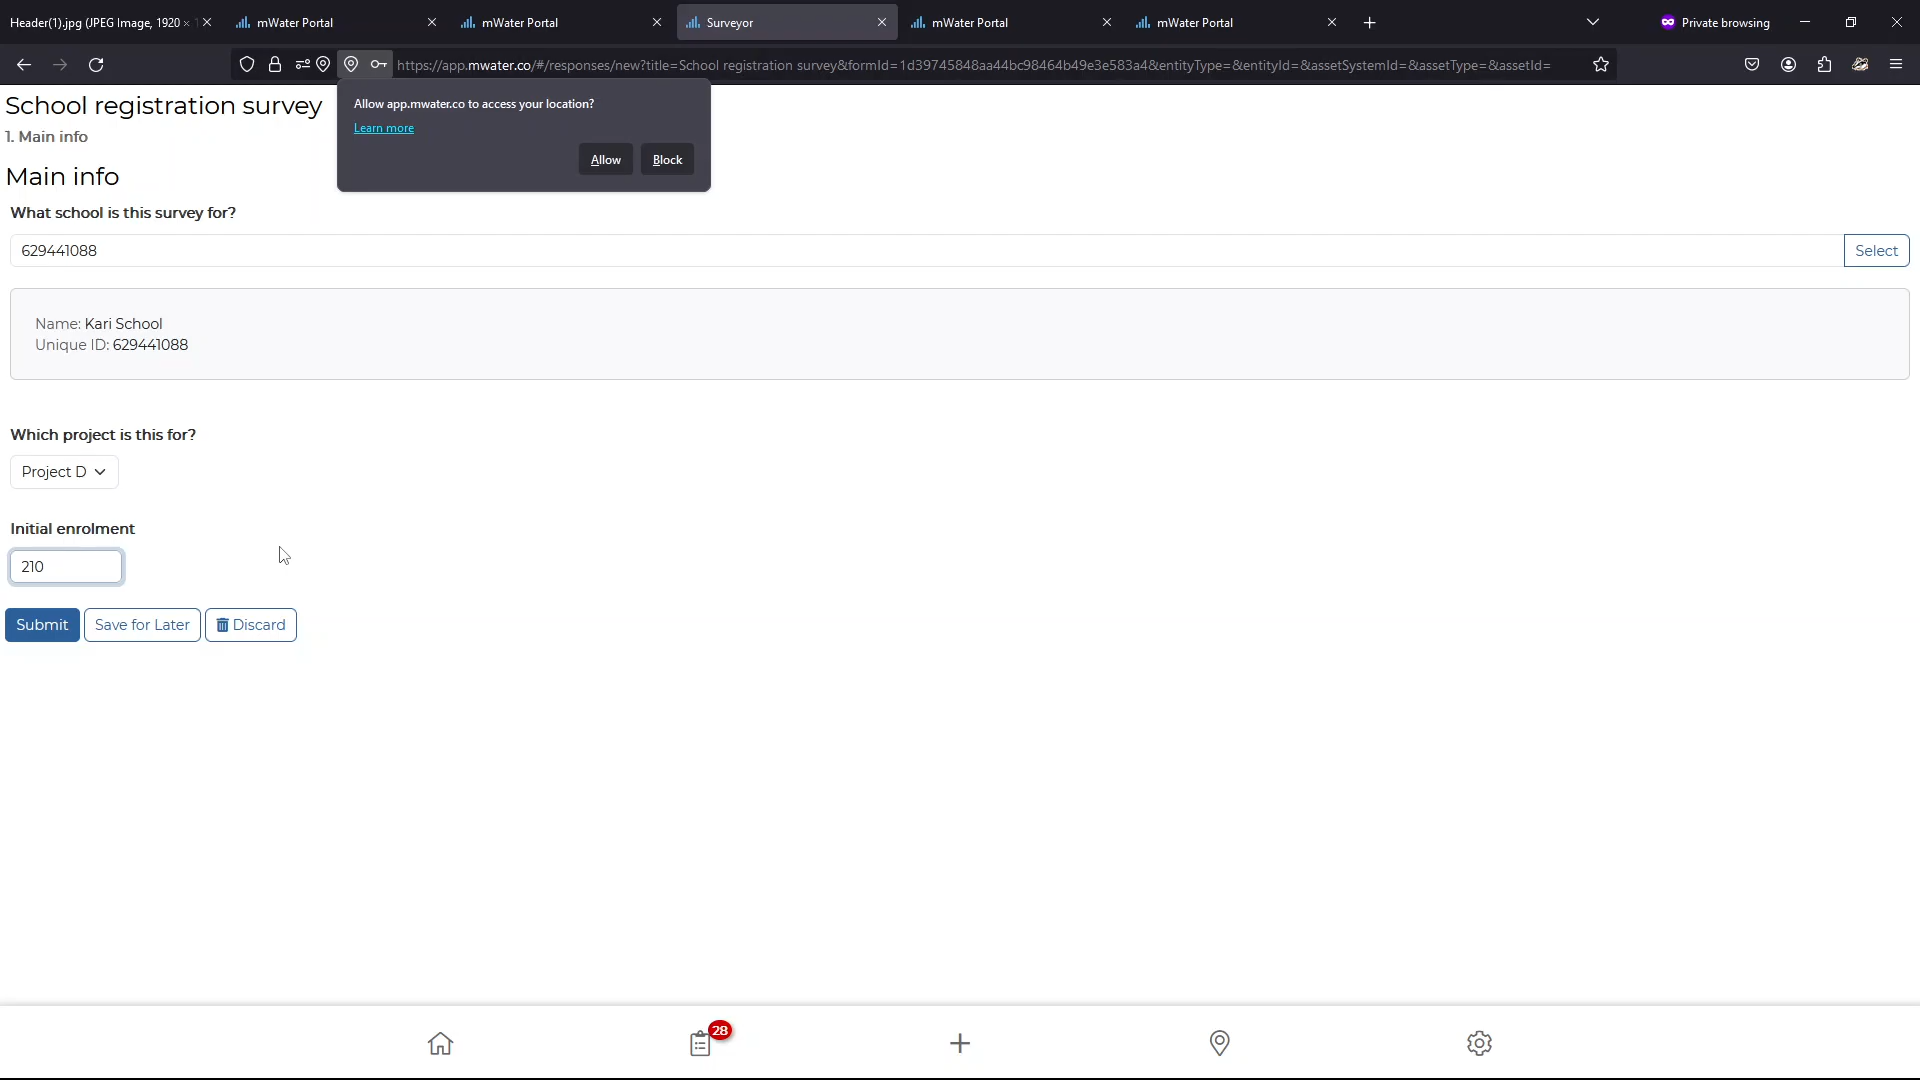 Header(1).jpg (JPEG Image, 1920 ×
mWater Portal
mWater Portal
Surveyor
mWater Portal
mWater Portal
Private browsing
https://app.mwater.co/#/responses/new?title=School registration survey&formId=1d39745848aa44bc98464b49e3e583a4&entityType=&entityId=&assetSystemId=&assetType=&assetId=
School registration survey
Allow app.mwater.co to access your location?
Learn more
Allow
Block
1. Main info
Main info
What school is this survey for?
629441088
Select
Name: Kari School
Unique ID: 629441088
Which project is this for?
Project D
Initial enrolment
210
Submit
Save for Later
Discard
28